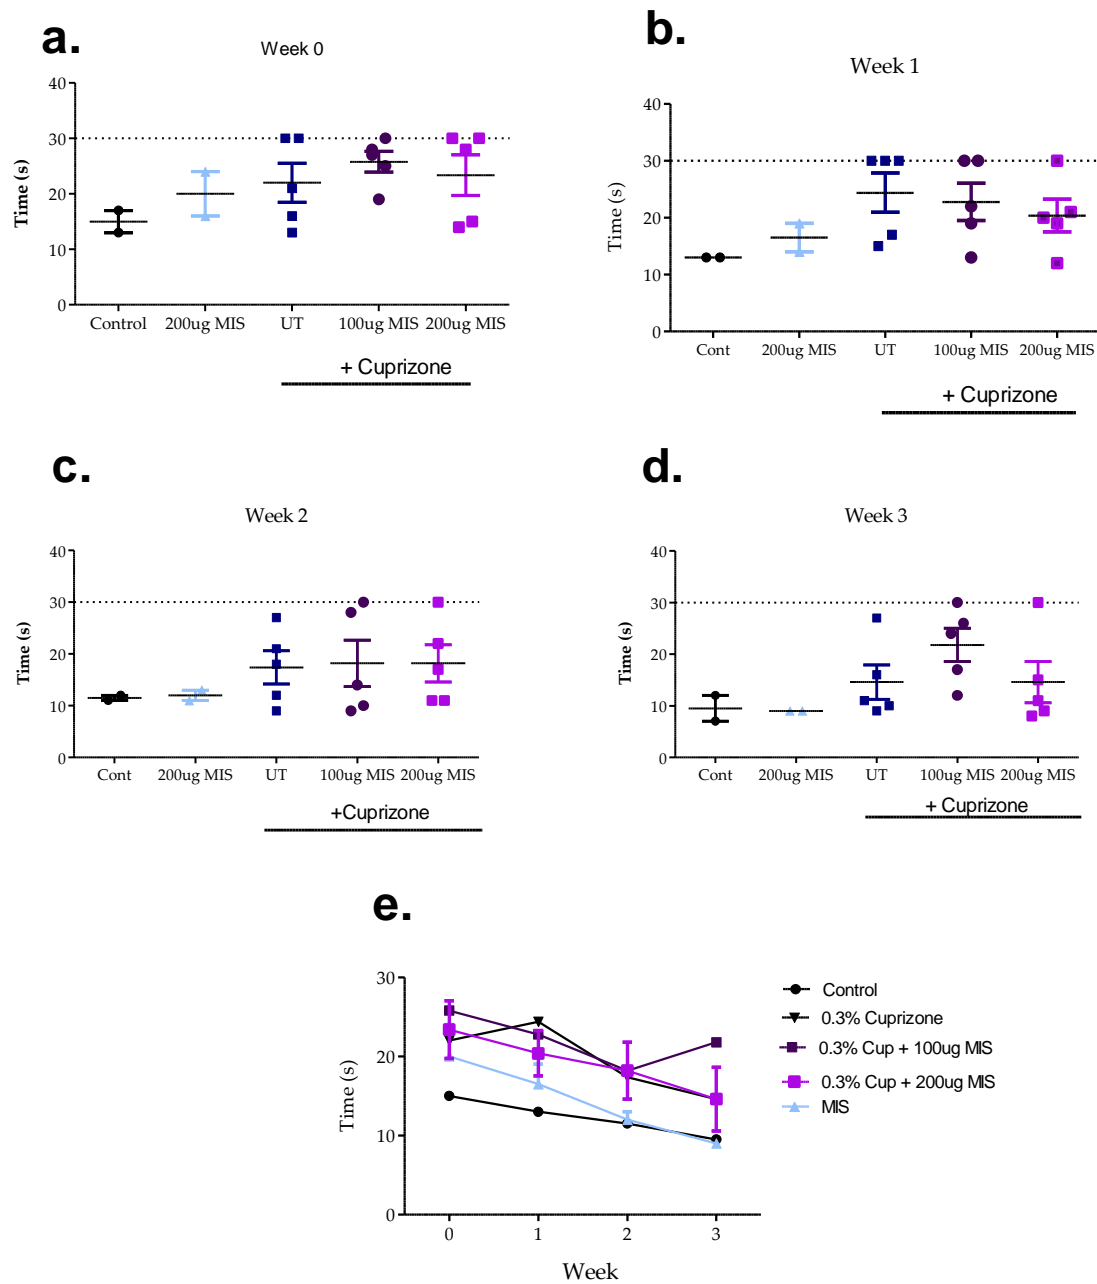 a.
Week 0
Time (s)
40
30
20
10
0
Control 200ug MIS UT 100ug MIS 200ug MIS
+ Cuprizone
b.
Week 1
Time (s)
40
30
20
10
0
Cont 200ug MIS UT 100ug MIS 200ug MIS
+ Cuprizone
c.
Week 2
Time (s)
40
30
20
10
0
Cont 200ug MIS UT 100ug MIS 200ug MIS
+Cuprizone
d.
Week 3
Time (s)
40
30
20
10
0
Cont 200ug MIS UT 100ug MIS 200ug MIS
+ Cuprizone
e.
Time (s)
30
20
10
0
0 1 2 3
Week
Control
0.3% Cuprizone
0.3% Cup + 100ug MIS
0.3% Cup + 200ug MIS
MIS